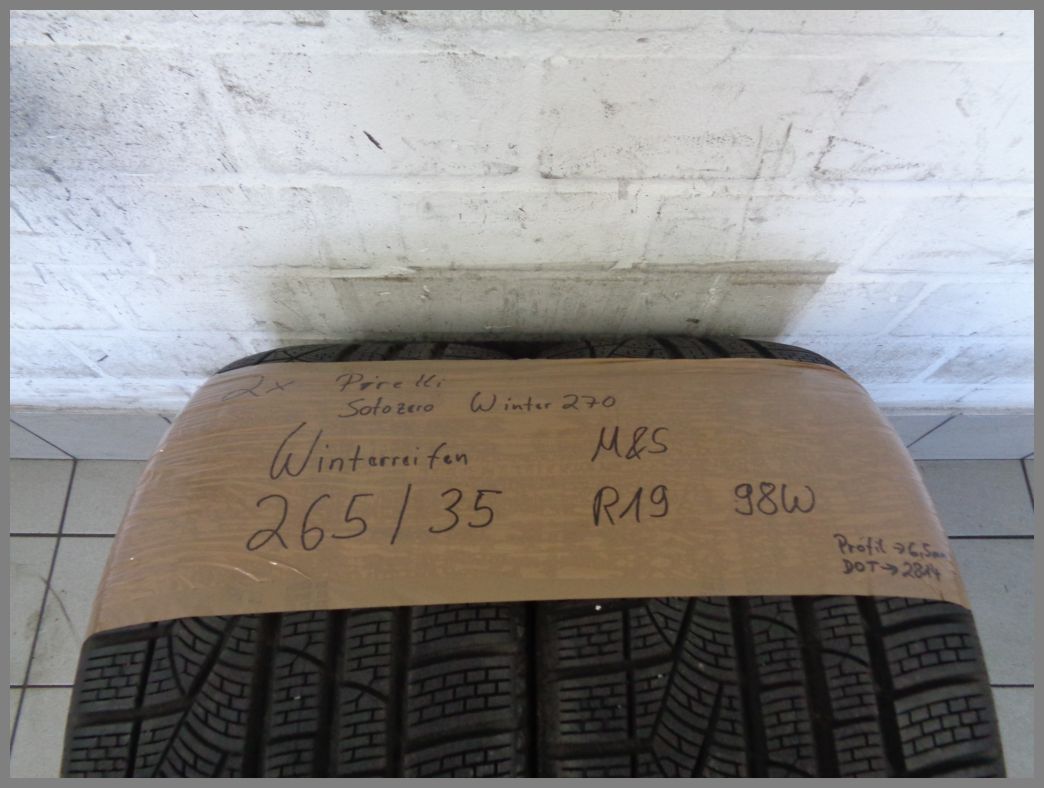 2x Pirelli
Sotozero Winter 270
Winterreifen M&S
265/35 R19 98W
Profil → 6,5mm
DOT → 2814